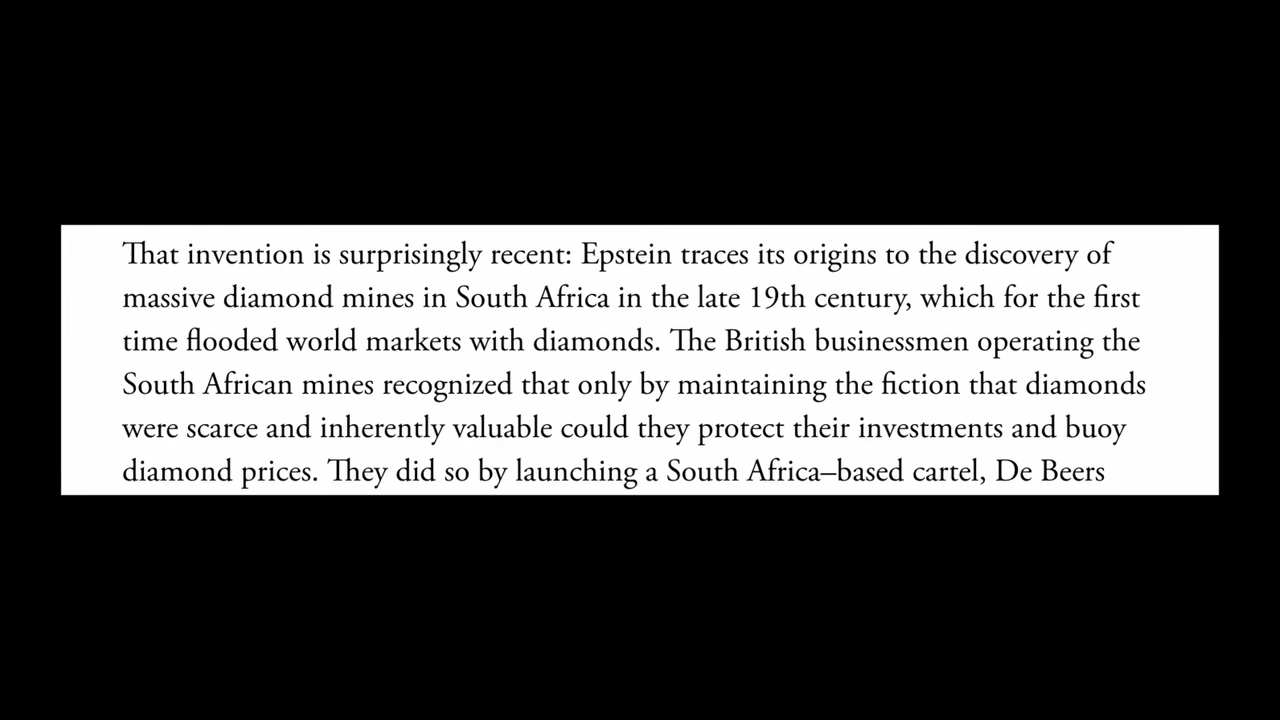 That invention is surprisingly recent: Epstein traces its origins to the discovery of
massive diamond mines in South Africa in the late 19th century, which for the first
time flooded world markets with diamonds. The British businessmen operating the
South African mines recognized that only by maintaining the fiction that diamonds
were scarce and inherently valuable could they protect their investments and buoy
diamond prices. They did so by launching a South Africa–based cartel, De Beers